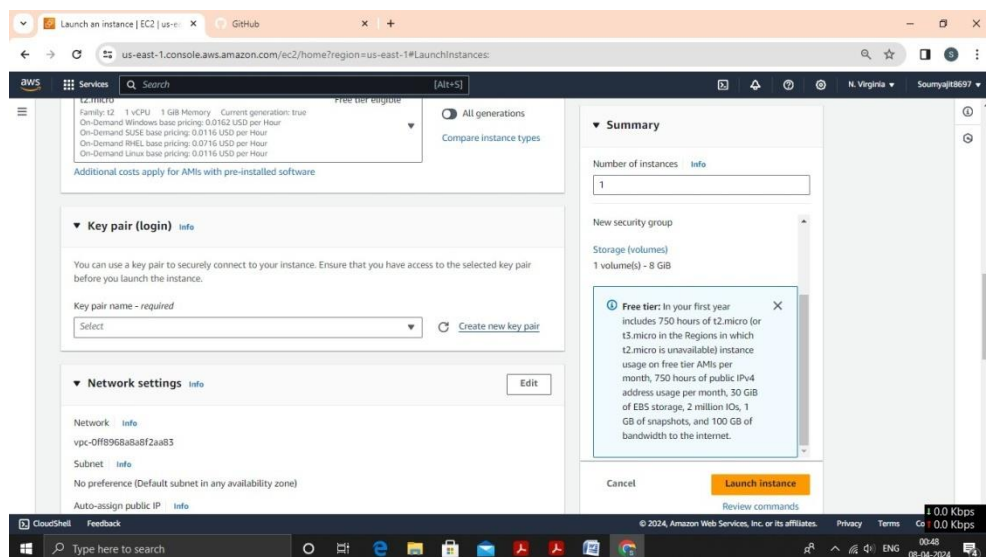 Launch an instance | EC2 | us-e
GitHub
us-east-1.console.aws.amazon.com/ec2/home?region=us-east-1#LaunchInstances:
S
aws
Services
Search
[Alt+S]
N. Virginia
Soumyajit8697
t2.micro
Free tier eligible
Family: t2 1 vCPU 1 GiB Memory Current generation: true
On-Demand Windows base pricing: 0.0162 USD per Hour
On-Demand SUSE base pricing: 0.0116 USD per Hour
On-Demand RHEL base pricing: 0.0716 USD per Hour
On-Demand Linux base pricing: 0.0116 USD per Hour
All generations
Compare instance types
Additional costs apply for AMIs with pre-installed software
Key pair (login) Info
You can use a key pair to securely connect to your instance. Ensure that you have access to the selected key pair
before you launch the instance.
Key pair name - required
Select
Create new key pair
Network settings Info
Edit
Network Info
vpc-0ff8968a8a8f2aa83
Subnet Info
No preference (Default subnet in any availability zone)
Auto-assign public IP Info
Summary
Number of instances Info
1
New security group
Storage (volumes)
1 volume(s) - 8 GiB
Free tier: In your first year
includes 750 hours of t2.micro (or
t3.micro in the Regions in which
t2.micro is unavailable) instance
usage on free tier AMIs per
month, 750 hours of public IPv4
address usage per month, 30 GiB
of EBS storage, 2 million IOs, 1
GB of snapshots, and 100 GB of
bandwidth to the internet.
Cancel
Launch instance
Review commands
CloudShell Feedback
© 2024, Amazon Web Services, Inc. or its affiliates.
Privacy Terms Co
0.0 Kbps
0.0 Kbps
Type here to search
ENG
00:48
08-04-2024